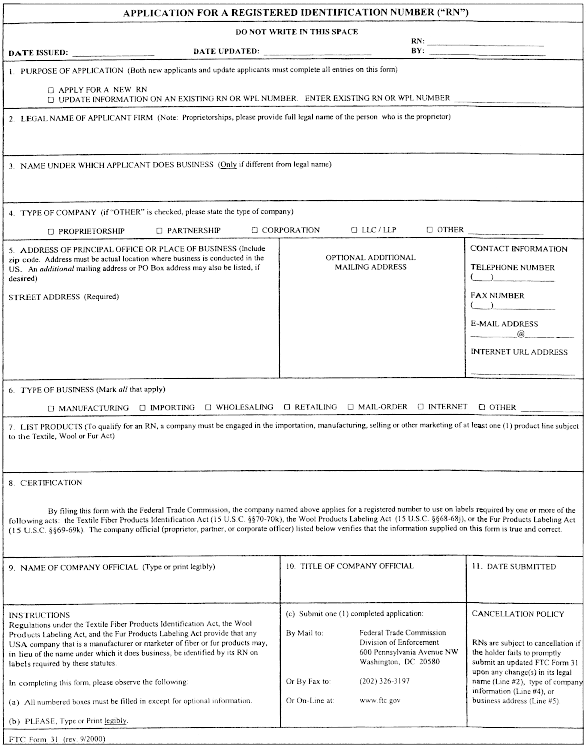 APPLICATION FOR A REGISTERED IDENTIFICATION NUMBER ("RN")
DO NOT WRITE IN THIS SPACE
RN:
DATE ISSUED: DATE UPDATED: BY:
1. PURPOSE OF APPLICATION (Both new applicants and update applicants must complete all entries on this form)
☐ APPLY FOR A NEW RN
☐ UPDATE INFORMATION ON AN EXISTING RN OR WPL NUMBER. ENTER EXISTING RN OR WPL NUMBER
2. LEGAL NAME OF APPLICANT FIRM (Note: Proprietorships, please provide full legal name of the person who is the proprietor)
3. NAME UNDER WHICH APPLICANT DOES BUSINESS (Only if different from legal name)
4. TYPE OF COMPANY (if "OTHER" is checked, please state the type of company)
☐ PROPRIETORSHIP ☐ PARTNERSHIP ☐ CORPORATION ☐ LLC / LLP ☐ OTHER
5. ADDRESS OF PRINCIPAL OFFICE OR PLACE OF BUSINESS (Include
zip code. Address must be actual location where business is conducted in the
US. An additional mailing address or PO Box address may also be listed, if
desired)
STREET ADDRESS (Required)
OPTIONAL ADDITIONAL
MAILING ADDRESS
CONTACT INFORMATION
TELEPHONE NUMBER
(____)
FAX NUMBER
(____)
E-MAIL ADDRESS
@
INTERNET URL ADDRESS
6. TYPE OF BUSINESS (Mark all that apply)
☐ MANUFACTURING ☐ IMPORTING ☐ WHOLESALING ☐ RETAILING ☐ MAIL-ORDER ☐ INTERNET ☐ OTHER
7. LIST PRODUCTS (To qualify for an RN, a company must be engaged in the importation, manufacturing, selling or other marketing of at least one (1) product line subject
to the Textile, Wool or Fur Act)
8. CERTIFICATION
By filing this form with the Federal Trade Commission, the company named above applies for a registered number to use on labels required by one or more of the
following acts: the Textile Fiber Products Identification Act (15 U.S.C. §§70-70k), the Wool Products Labeling Act (15 U.S.C. §§68-68j), or the Fur Products Labeling Act
(15 U.S.C. §§69-69k). The company official (proprietor, partner, or corporate officer) listed below verifies that the information supplied on this form is true and correct.
9. NAME OF COMPANY OFFICIAL (Type or print legibly)
10. TITLE OF COMPANY OFFICIAL
11. DATE SUBMITTED
INSTRUCTIONS
Regulations under the Textile Fiber Products Identification Act, the Wool
Products Labeling Act, and the Fur Products Labeling Act provide that any
USA company that is a manufacturer or marketer of fiber or fur products may,
in lieu of the name under which it does business, be identified by its RN on
labels required by these statutes
In completing this form, please observe the following:
(a) All numbered boxes must be filled in except for optional information.
(b) PLEASE, Type or Print legibly.
(c) Submit one (1) completed application:
By Mail to: Federal Trade Commission
Division of Enforcement
600 Pennsylvania Avenue NW
Washington, DC 20580
Or By Fax to: (202) 326-3197
Or On-Line at: www.ftc.gov
CANCELLATION POLICY
RNs are subject to cancellation if
the holder fails to promptly
submit an updated FTC Form 31
upon any change(s) in its legal
name (Line #2), type of company
information (Line #4), or
business address (Line #5)
FTC Form 31 (rev. 9/2000)